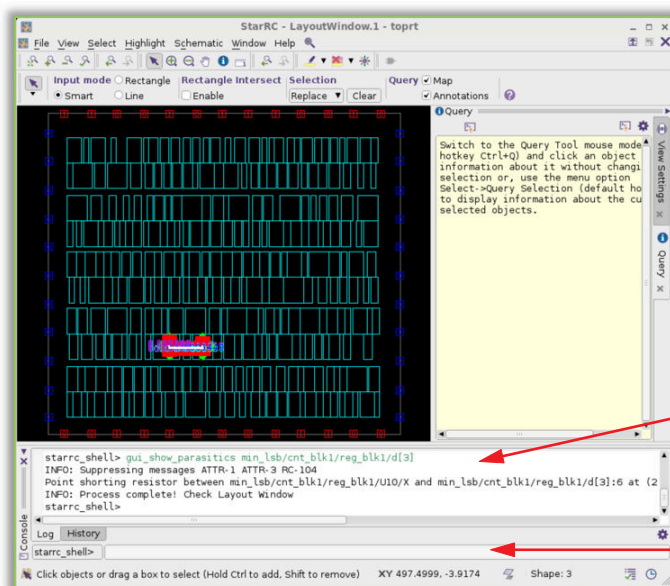 StarRC - LayoutWindow.1 - toprt
File View Select Highlight Schematic Window Help
Input mode Rectangle Rectangle Intersect Selection Query Map
Smart Line Enable Replace Clear Annotations
Query
Switch to the Query Tool mouse mode
hotkey Ctrl+Q) and click an object
information about it without changi
selection or, use the menu option
Select->Query Selection (default ho
to display information about the cu
selected objects.
View Settings
Query
starrc_shell> gui_show_parasitics min_lsb/cnt_blk1/reg_blk1/d[3]
INFO: Suppressing messages ATTR-1 ATTR-3 RC-104
Point shorting resistor between min_lsb/cnt_blk1/reg_blk1/U10/X and min_lsb/cnt_blk1/reg_blk1/d[3]:6 at (2
INFO: Process complete! Check Layout Window
starrc_shell>
Console
Log History
starrc_shell>
Click objects or drag a box to select (Hold Ctrl to add, Shift to remove) XY 497.4999, -3.9174 Shape: 3